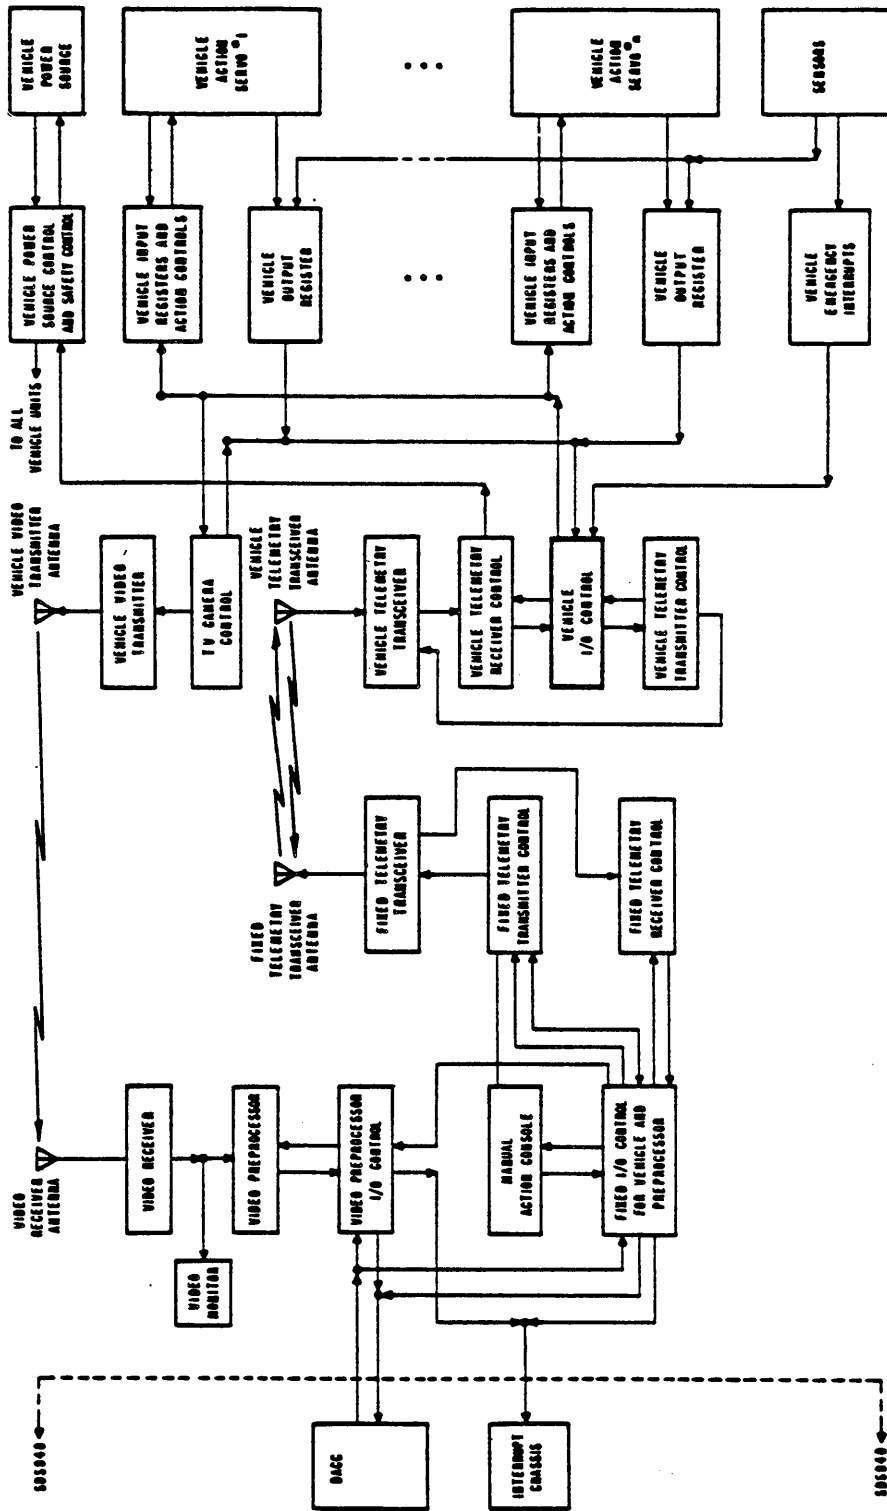 VEHICLE
POWER
SOURCE
VEHICLE
ACTION
SERVO #1
• • •
VEHICLE
ACTION
SERVO #n
SENSORS
VEHICLE POWER
SOURCE CONTROL
AND SAFETY CONTROL
VEHICLE INPUT
REGISTERS AND
ACTION CONTROLS
VEHICLE
OUTPUT
REGISTER
• • •
VEHICLE INPUT
REGISTERS AND
ACTION CONTROLS
VEHICLE
OUTPUT
REGISTER
VEHICLE
EMERGENCY
INTERRUPTS
TO ALL
VEHICLE UNITS
VEHICLE VIDEO
TRANSMITTER
ANTENNA
VEHICLE VIDEO
TRANSMITTER
TV CAMERA
CONTROL
VEHICLE
TELEMETRY
TRANSCEIVER
ANTENNA
VEHICLE TELEMETRY
TRANSCEIVER
VEHICLE TELEMETRY
RECEIVER CONTROL
VEHICLE
I/O CONTROL
VEHICLE TELEMETRY
TRANSMITTER CONTROL
FIXED
TELEMETRY
TRANSCEIVER
ANTENNA
FIXED TELEMETRY
TRANSCEIVER
FIXED TELEMETRY
TRANSMITTER CONTROL
FIXED TELEMETRY
RECEIVER CONTROL
VIDEO
RECEIVER
ANTENNA
VIDEO RECEIVER
VIDEO PREPROCESSOR
VIDEO PREPROCESSOR
I/O CONTROL
MANUAL
ACTION CONSOLE
FIXED I/O CONTROL
FOR VEHICLE AND
PREPROCESSOR
VIDEO
MONITOR
SDS940
DACC
INTERRUPT
CHASSIS
SDS940